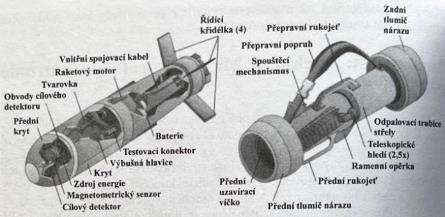 Řídící
křidélka (4)
Vnitřní spojovací kabel
Raketový motor
Tvarovka
Obvody cílového
detektoru
Přední
kryt
Baterie
Testovací konektor
Výbušná hlavice
Kryt
Zdroj energie
Magnetometrický senzor
Cílový detektor
Zadní
tlumič
nárazu
Přepravní rukojeť
Přepravní popruh
Spouštěcí
mechanismus
Odpalovací trubice
střely
Teleskopické
hledí (2,5x)
Ramenní opěrka
Přední rukojeť
Přední
uzavírací
víčko
Přední tlumič nárazu